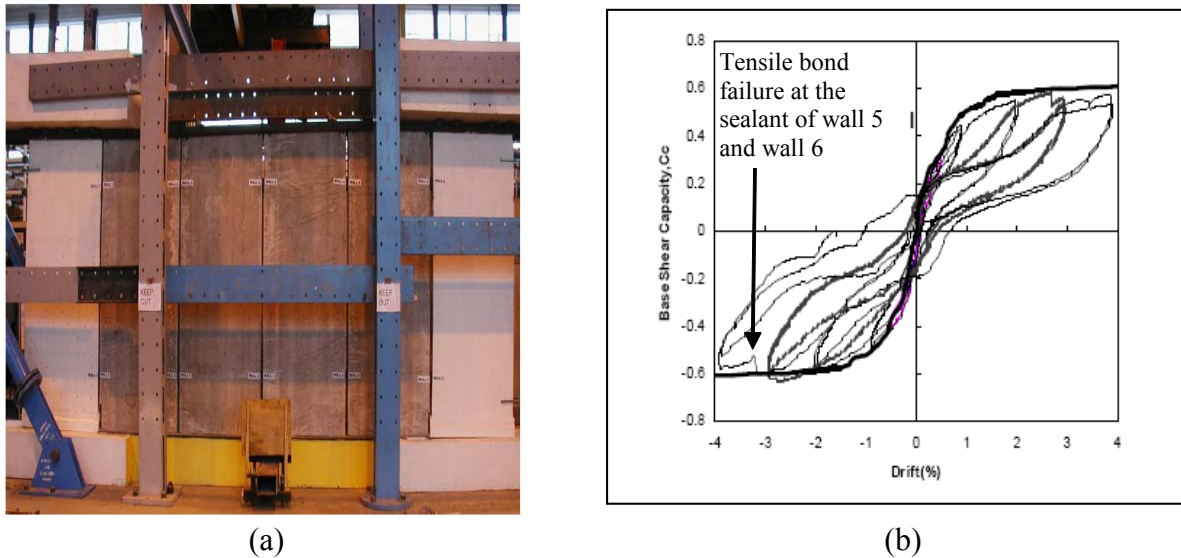 KEEP
OUT
KEEP
OUT
(a)
Tensile bond
failure at the
sealant of wall 5
and wall 6
Base Shear Capacity,Cc
0.8
0.6
0.4
0.2
0
-0.2
-0.4
-0.6
-0.8
-4
-3
-2
-1
0
1
2
3
4
Drift(%)
(b)